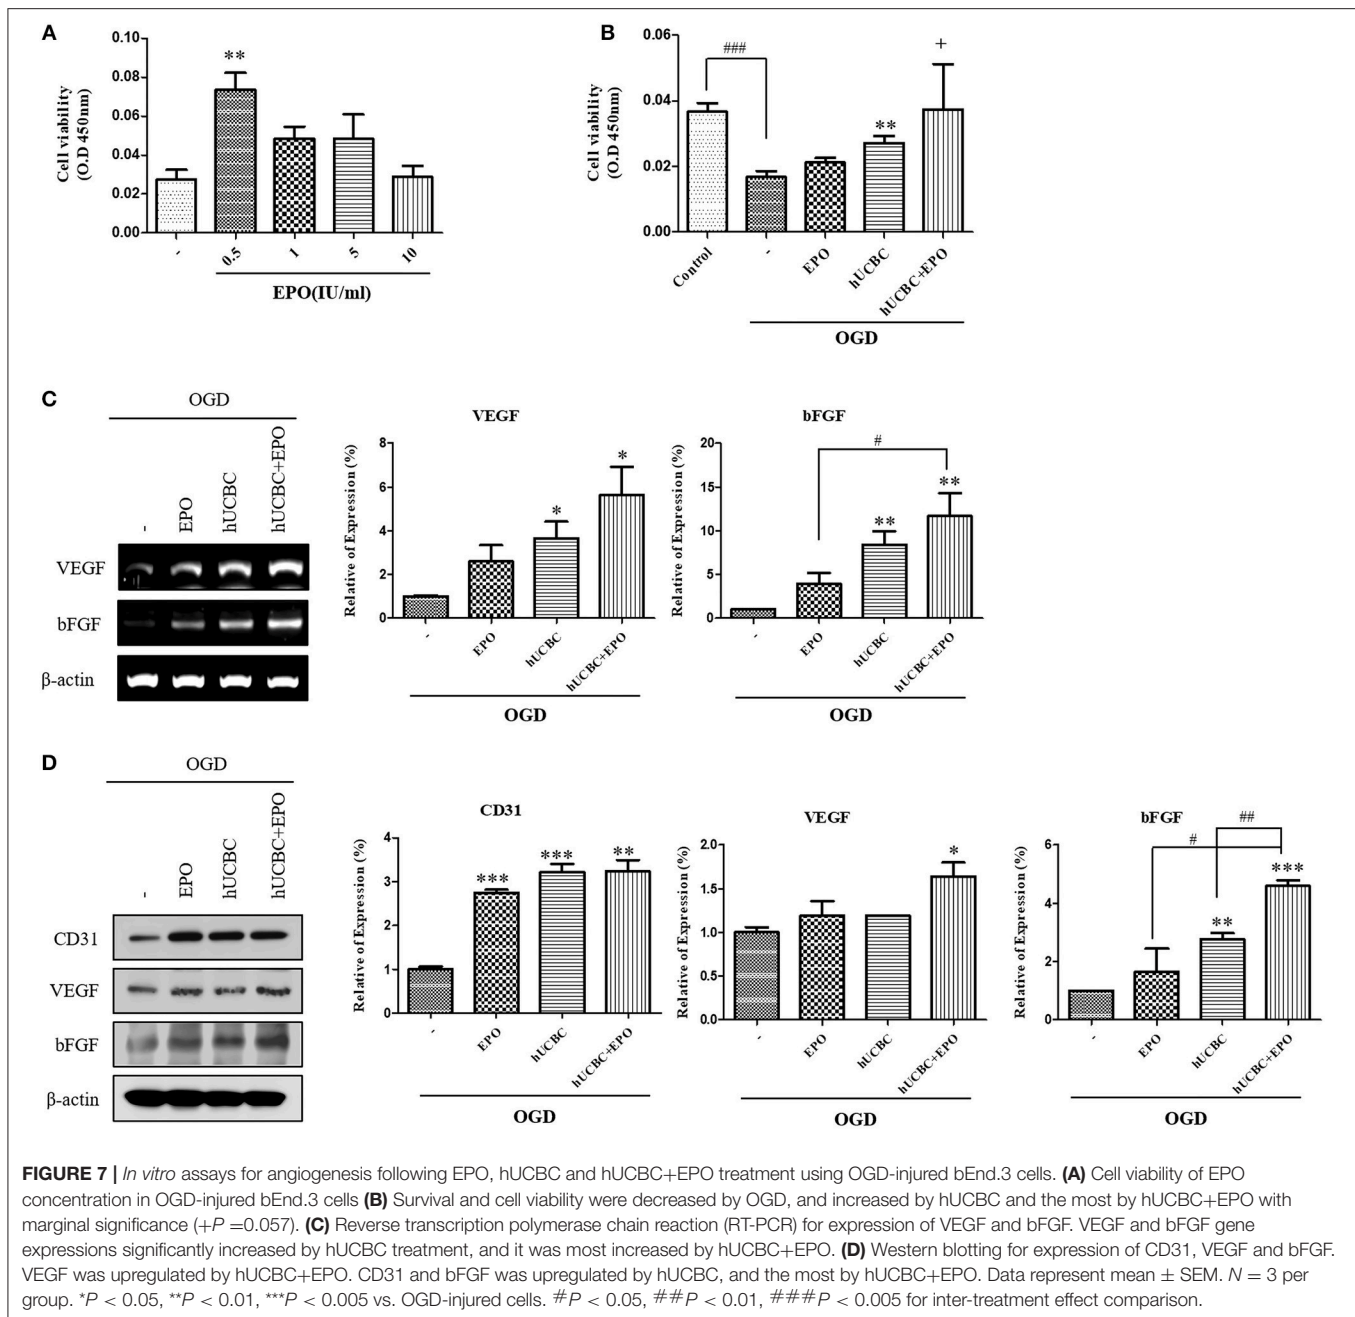 A
B
0.10
0.08
0.06
0.04
0.02
0.00
Cell viability
(O.D 450nm)
**
-
0.5
1
5
10
EPO(IU/ml)
0.06
0.04
0.02
0.00
Cell viability
(O.D 450nm)
###
**
+
Control
-
EPO
hUCBC
hUCBC+EPO
OGD
C
OGD
-
EPO
hUCBC
hUCBC+EPO
VEGF
bFGF
β-actin
VEGF
Relative of Expression (%)
8
6
4
2
0
*
*
-
EPO
hUCBC
hUCBC+EPO
OGD
bFGF
Relative of Expression (%)
20
15
10
5
0
#
**
**
-
EPO
hUCBC
hUCBC+EPO
OGD
D
OGD
-
EPO
hUCBC
hUCBC+EPO
CD31
VEGF
bFGF
β-actin
CD31
Relative of Expression (%)
4
3
2
1
0
***
***
**
-
EPO
hUCBC
hUCBC+EPO
OGD
VEGF
Relative of Expression (%)
2.0
1.5
1.0
0.5
0.0
*
-
EPO
hUCBC
hUCBC+EPO
OGD
bFGF
Relative of Expression (%)
6
4
2
0
#
##
**
***
-
EPO
hUCBC
hUCBC+EPO
OGD
FIGURE 7 | In vitro assays for angiogenesis following EPO, hUCBC and hUCBC+EPO treatment using OGD-injured bEnd.3 cells. (A) Cell viability of EPO
concentration in OGD-injured bEnd.3 cells (B) Survival and cell viability were decreased by OGD, and increased by hUCBC and the most by hUCBC+EPO with
marginal significance (+P =0.057). (C) Reverse transcription polymerase chain reaction (RT-PCR) for expression of VEGF and bFGF. VEGF and bFGF gene
expressions significantly increased by hUCBC treatment, and it was most increased by hUCBC+EPO. (D) Western blotting for expression of CD31, VEGF and bFGF.
VEGF was upregulated by hUCBC+EPO. CD31 and bFGF was upregulated by hUCBC, and the most by hUCBC+EPO. Data represent mean ± SEM. N = 3 per
group. *P < 0.05, **P < 0.01, ***P < 0.005 vs. OGD-injured cells. #P < 0.05, ##P < 0.01, ###P < 0.005 for inter-treatment effect comparison.